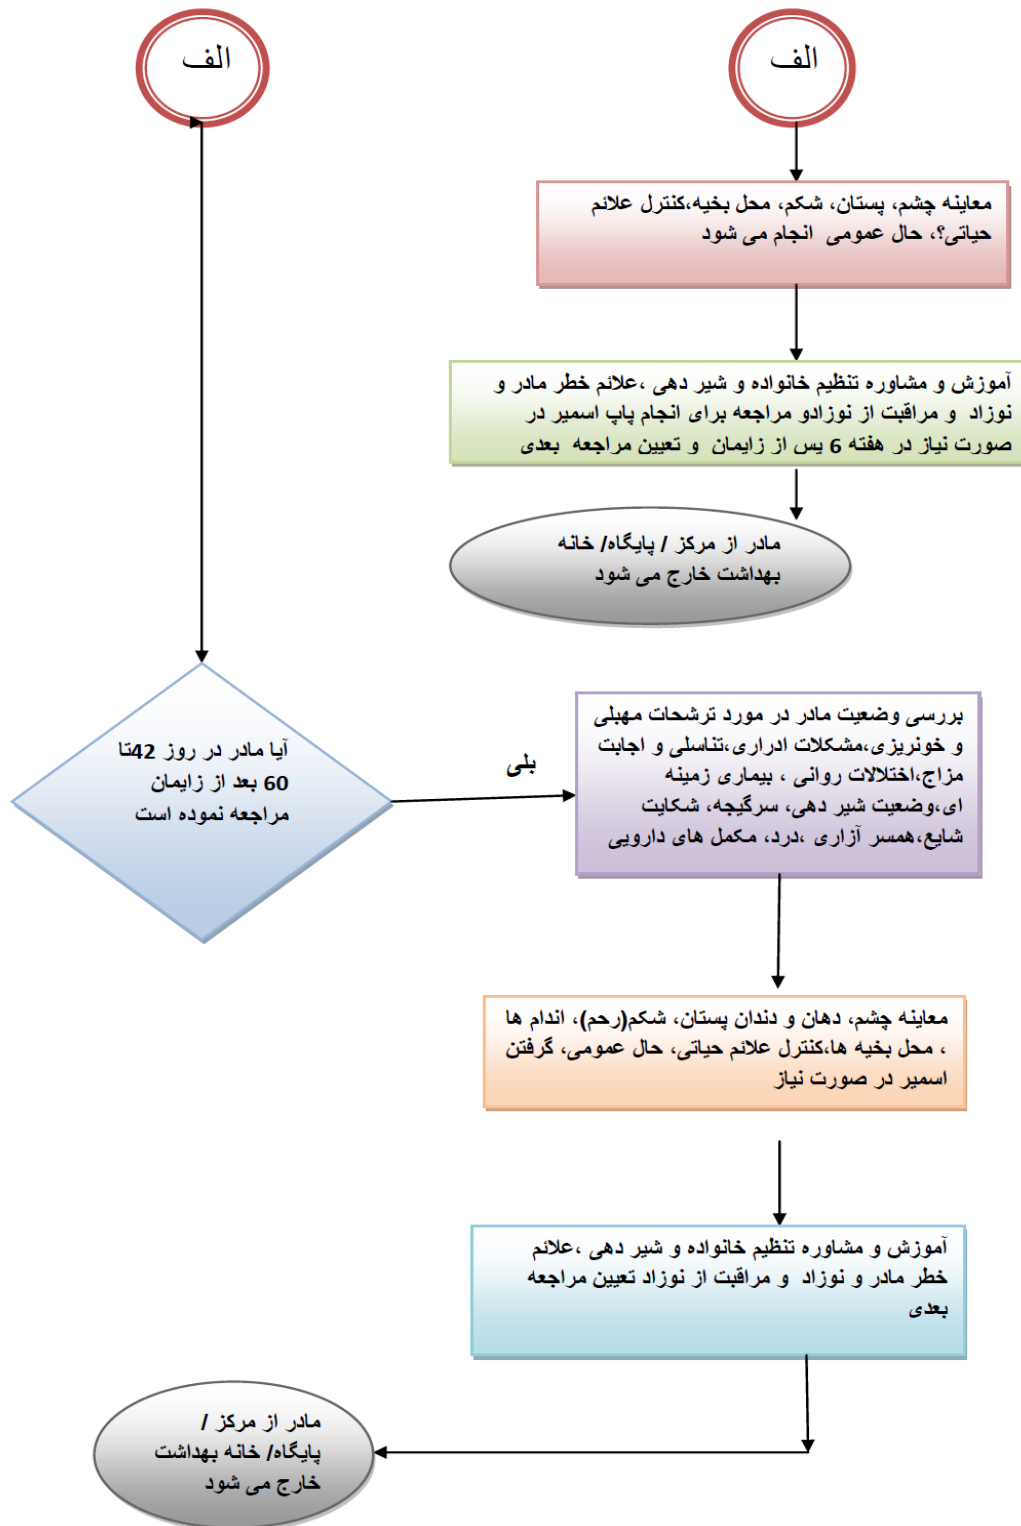 الف
معاینه چشم، پستان، شکم، محل بخیه،کنترل علائم
حیاتی؟، حال عمومی انجام می شود
آموزش و مشاوره تنظیم خانواده و شیر دهی ،علائم خطر مادر و
نوزاد و مراقبت از نوزادو مراجعه برای انجام پاپ اسمیر در
صورت نیاز در هفته 6 پس از زایمان و تعیین مراجعه بعدی
مادر از مرکز / پایگاه/ خانه
بهداشت خارج می شود
الف
آیا مادر در روز 42تا
60 بعد از زایمان
مراجعه نموده است
بلی
بررسی وضعیت مادر در مورد ترشحات مهبلی
و خونریزی،مشکلات ادراری،تناسلی و اجابت
مزاج،اختلالات روانی ، بیماری زمینه
ای،وضعیت شیر دهی، سرگیجه، شکایت
شایع،همسر آزاری ،درد، مکمل های دارویی
معاینه چشم، دهان و دندان پستان، شکم(رحم)، اندام ها
، محل بخیه ها،کنترل علائم حیاتی، حال عمومی، گرفتن
اسمیر در صورت نیاز
آموزش و مشاوره تنظیم خانواده و شیر دهی ،علائم
خطر مادر و نوزاد و مراقبت از نوزاد تعیین مراجعه
بعدی
مادر از مرکز /
پایگاه/ خانه بهداشت
خارج می شود